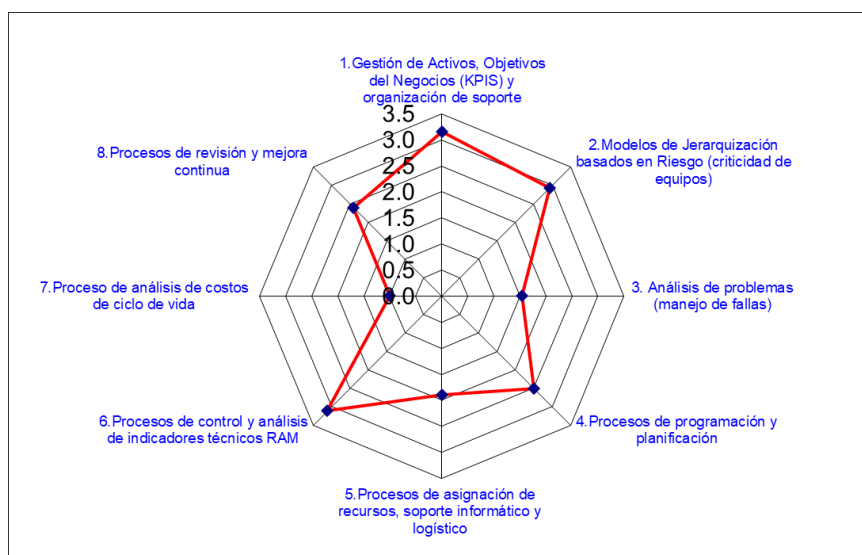 1.Gestión de Activos, Objetivos
del Negocios (KPIS) y
organización de soporte
3.5
3.0
2.5
2.0
1.5
1.0
0.5
0.0
2.Modelos de Jerarquización
basados en Riesgo (criticidad de
equipos)
3. Análisis de problemas
(manejo de fallas)
4.Procesos de programación y
planificación
5.Procesos de asignación de
recursos, soporte informático y
logístico
6.Procesos de control y análisis
de indicadores técnicos RAM
7.Proceso de análisis de costos
de ciclo de vida
8.Procesos de revisión y mejora
continua